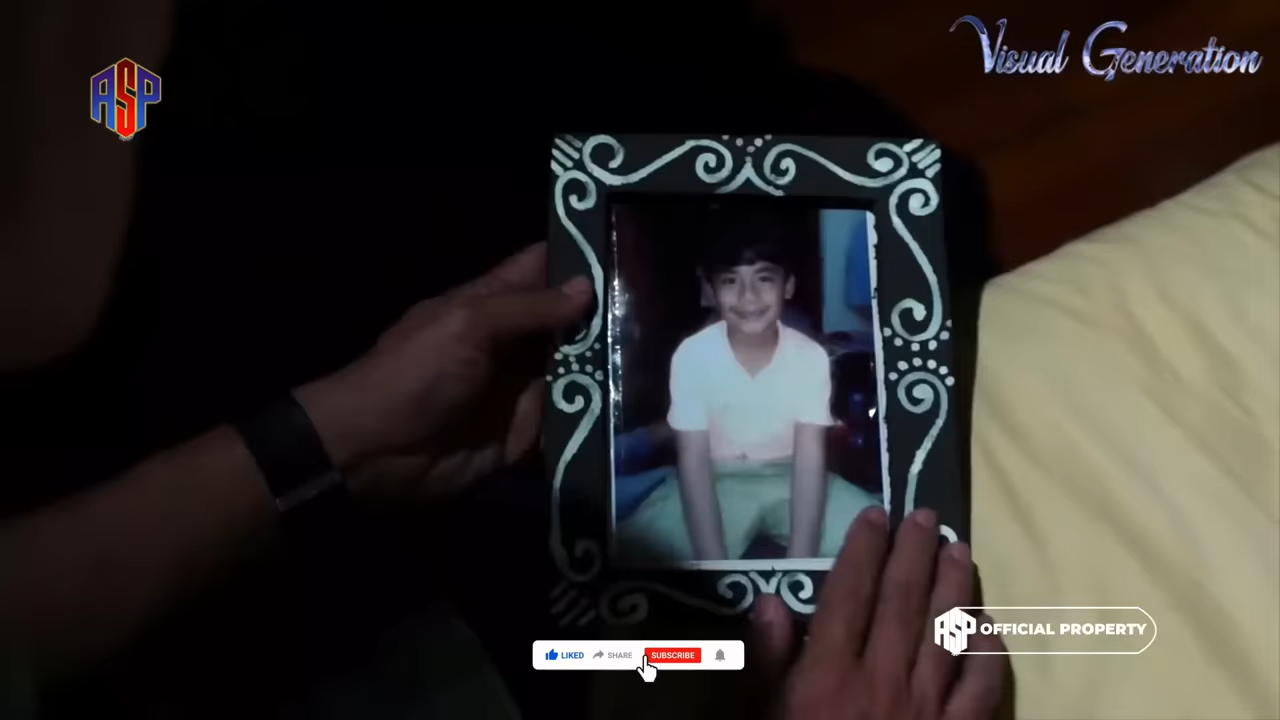 ASP
Visual Generation
ASP OFFICIAL PROPERTY
LIKED SHARE SUBSCRIBE